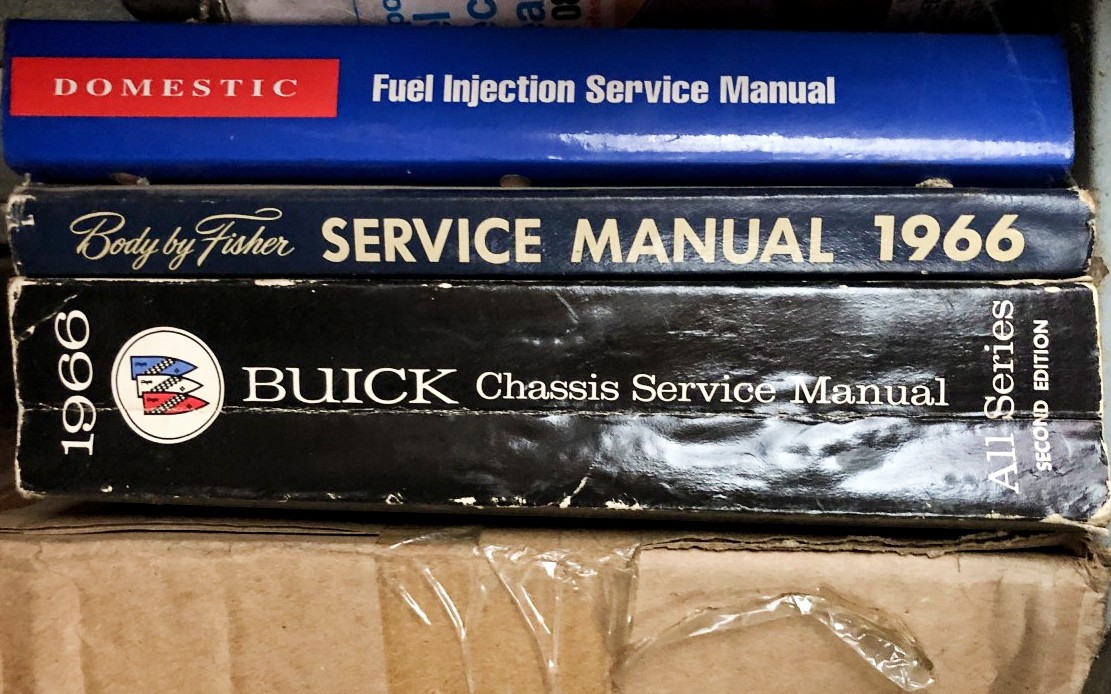 DOMESTIC Fuel Injection Service Manual
Body by Fisher SERVICE MANUAL 1966
1966 BUICK Chassis Service Manual All Series
SECOND EDITION